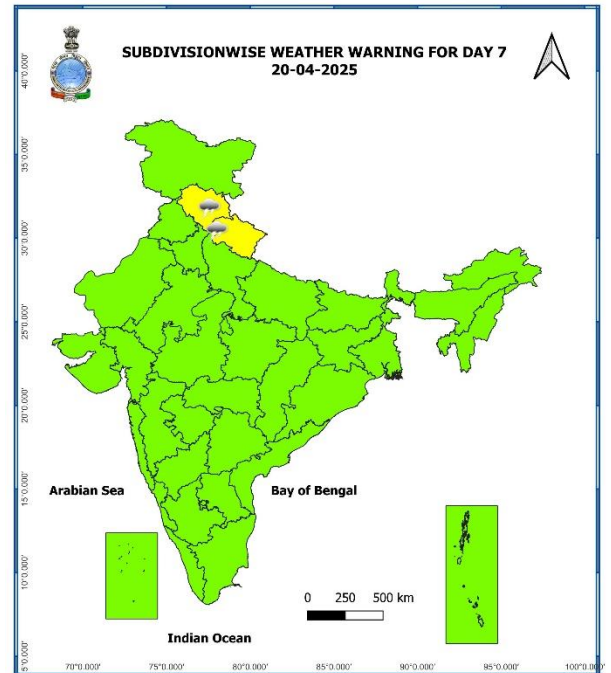 SUBDIVISIONWISE WEATHER WARNING FOR DAY 7
20-04-2025
40°0.000'
35°0.000'
30°0.000'
25°0.000'
20°0.000'
15°0.000'
10°0.000'
5°0.000'
Arabian Sea
Bay of Bengal
0 250 500 km
Indian Ocean
70°0.000' 75°0.000' 80°0.000' 85°0.000' 90°0.000' 95°0.000' 100°0.000'